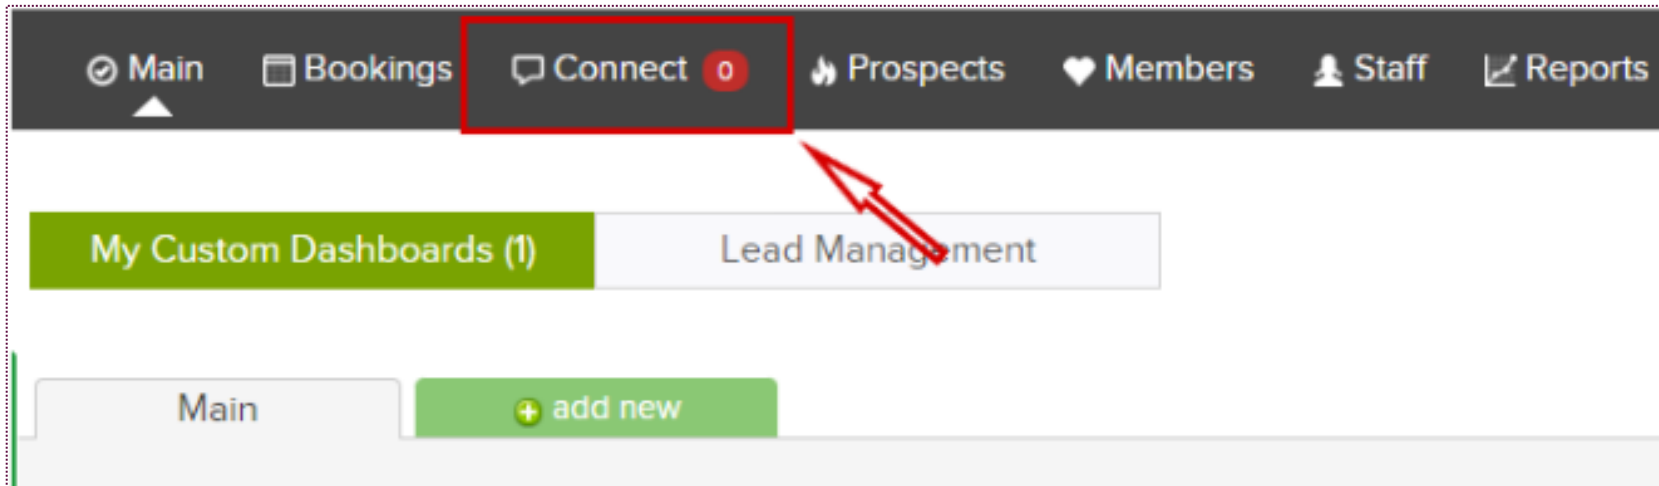 Main Bookings Connect 0 Prospects Members Staff Reports
My Custom Dashboards (1) Lead Management
Main add new